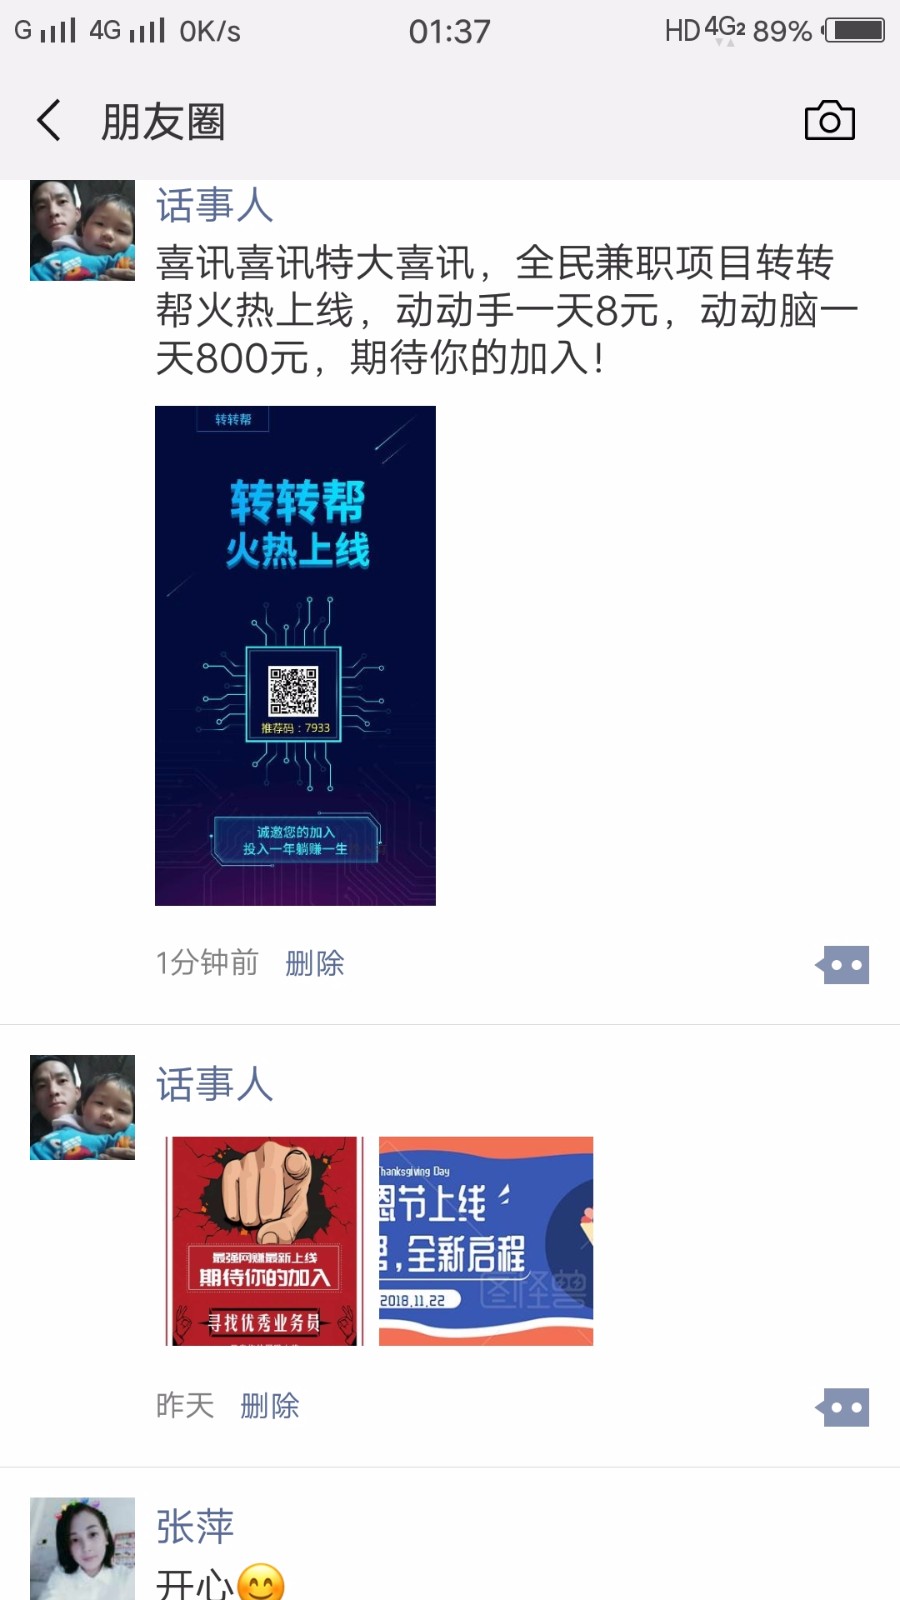 G 4G 0K/s 01:37 HD 4G2 89%
朋友圈
话事人
喜讯喜讯特大喜讯，全民兼职项目转转
帮火热上线，动动手一天8元，动动脑一
天800元，期待你的加入！
转转帮
转转帮
火热上线
推荐码：7933
诚邀您的加入
投入一年躺赚一生
1分钟前 删除
话事人
最强网赚最新上线
期待你的加入
寻找优秀业务员
Thanksgiving Day
恩节上线
,全新启程
2018.11.22
图怪兽
昨天 删除
张萍
开心😊